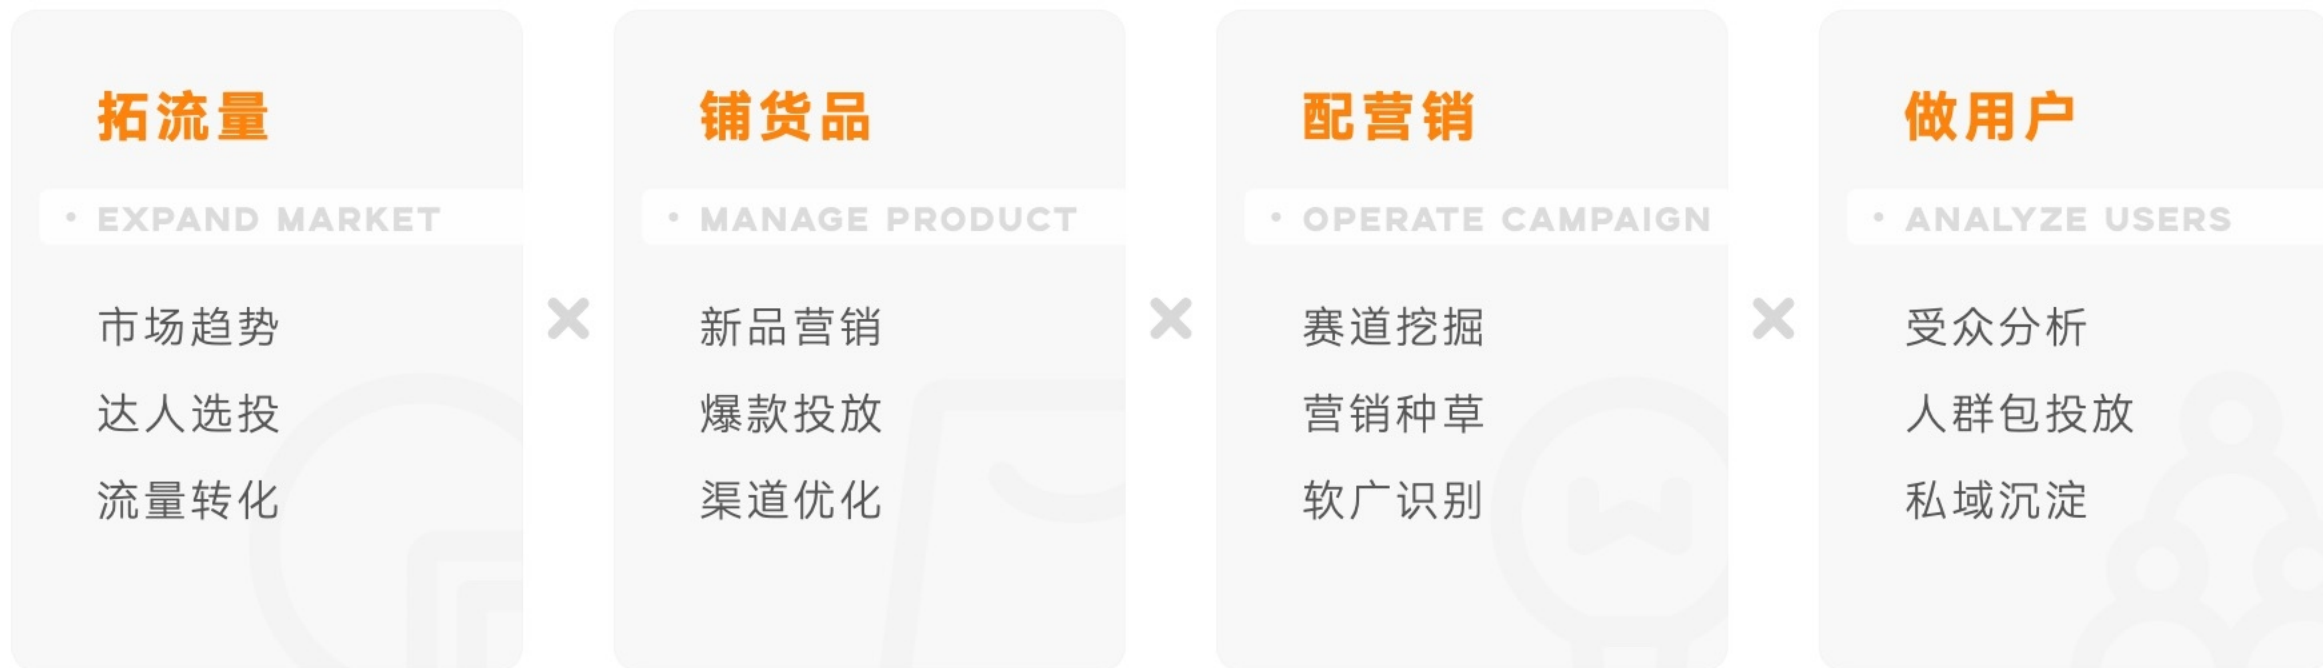 拓流量
• EXPAND MARKET
市场趋势
达人选投
流量转化
×
铺货品
• MANAGE PRODUCT
新品营销
爆款投放
渠道优化
×
配营销
• OPERATE CAMPAIGN
赛道挖掘
营销种草
软广识别
×
做用户
• ANALYZE USERS
受众分析
人群包投放
私域沉淀